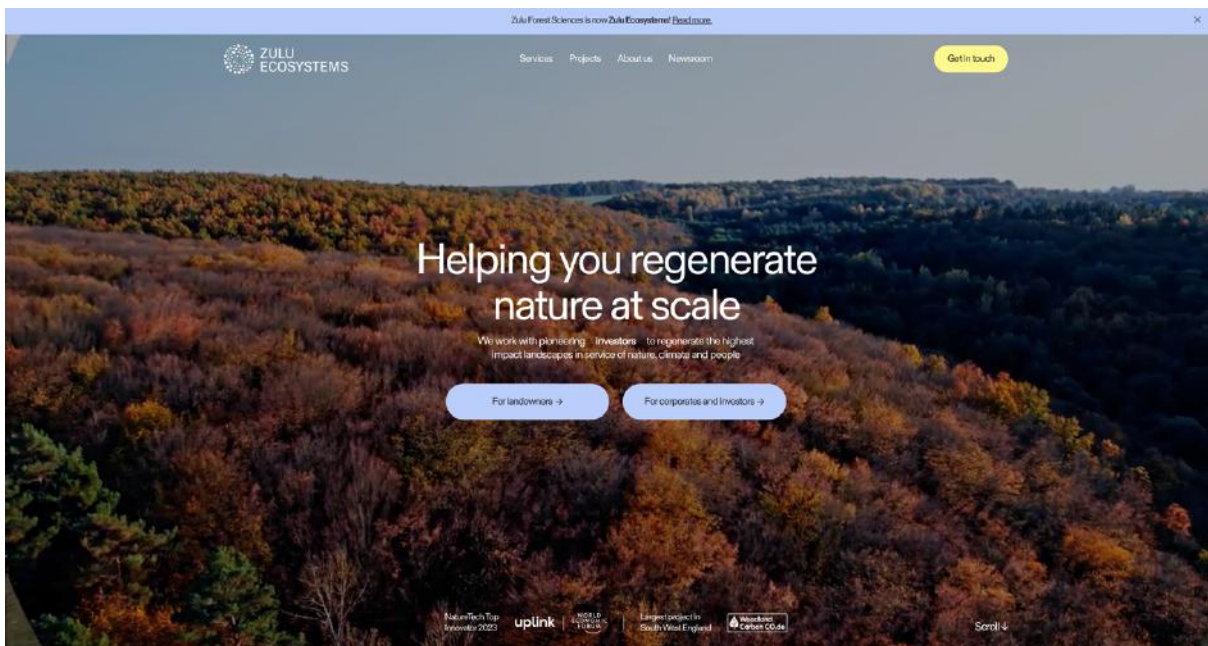 Zulu Forest Sciences is now Zulu Ecosystems! Read more. ×
ZULU
ECOSYSTEMS
Services Projects About us Newsroom
Get in touch
Helping you regenerate
nature at scale
We work with pioneering investors to regenerate the highest
impact landscapes in service of nature, climate and people
For landowners →
For corporates and investors →
NatureTech Top
Innovator 2023
uplink
WORLD
ECONOMIC
FORUM
Largest project in
South West England
Woodland
Carbon CO₂de
Scroll ↓